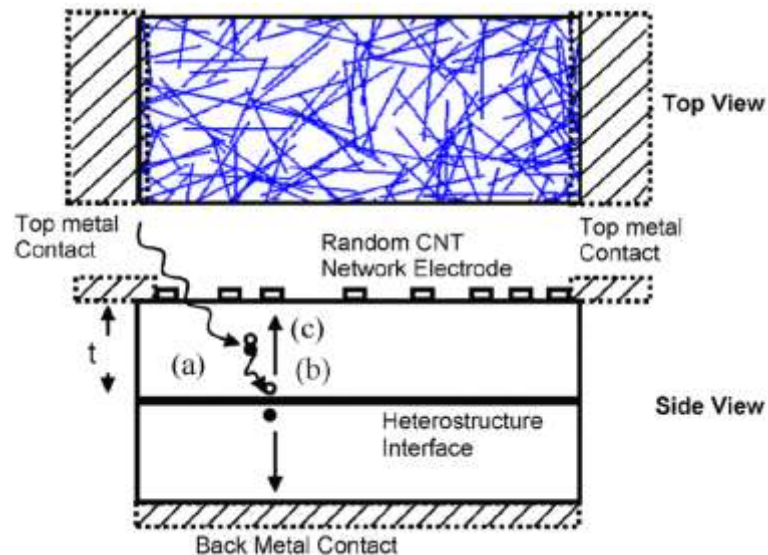 Top View
Top metal
Contact
Random CNT
Network Electrode
Top metal
Contact
t
(a)
(b)
(c)
Heterostructure
Interface
Side View
Back Metal Contact